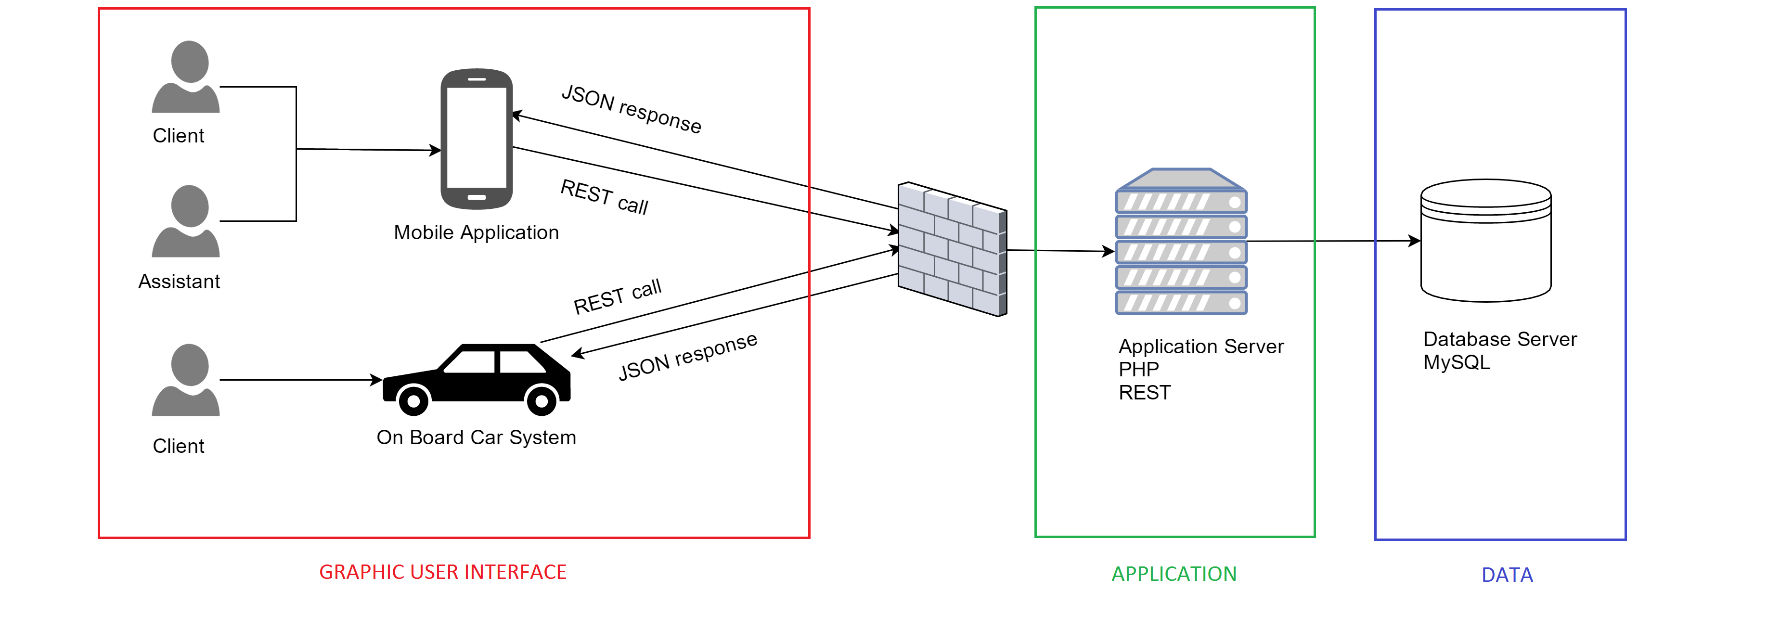 Client
Assistant
Client
Mobile Application
On Board Car System
JSON response
REST call
REST call
JSON response
Application Server
PHP
REST
Database Server
MySQL
GRAPHIC USER INTERFACE
APPLICATION
DATA